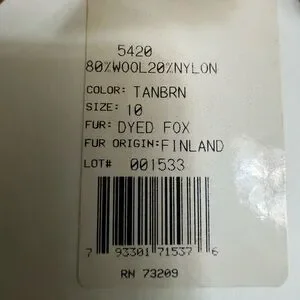 5420
80%WOOL20%NYLON
COLOR: TANBRN
SIZE: 10
FUR: DYED FOX
FUR ORIGIN: FINLAND
LOT# 001533
7 93301 71537 6
RN 73209